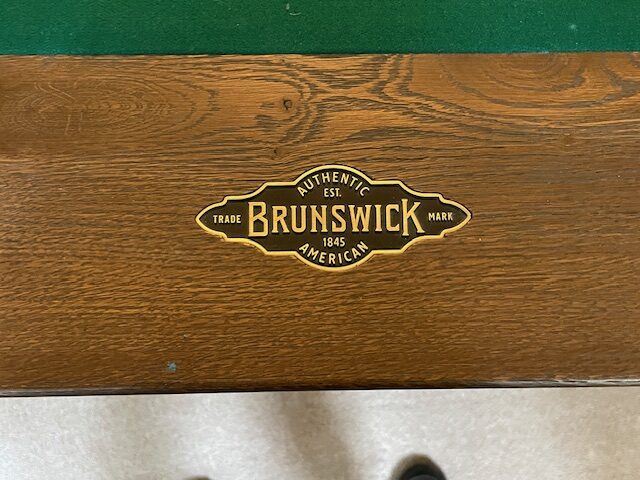 AUTHENTIC
EST.
TRADE BRUNSWICK MARK
1845
AMERICAN